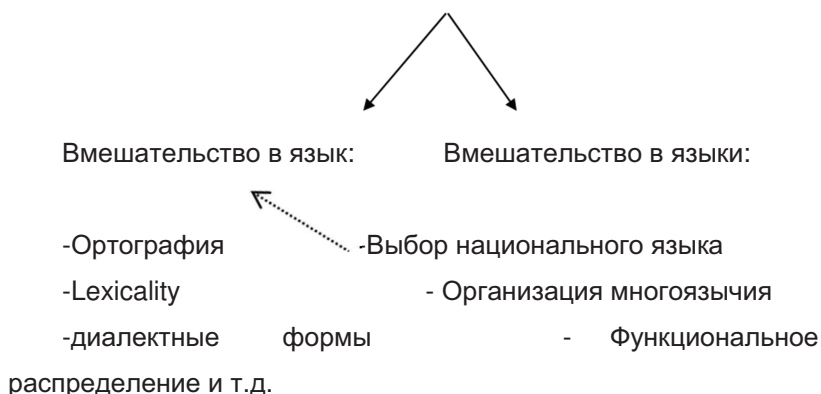 Вмешательство в язык: Вмешательство в языки:
-Ортография -Выбор национального языка
-Lexicality - Организация многоязычия
-диалектные формы - Функциональное
распределение и т.д.